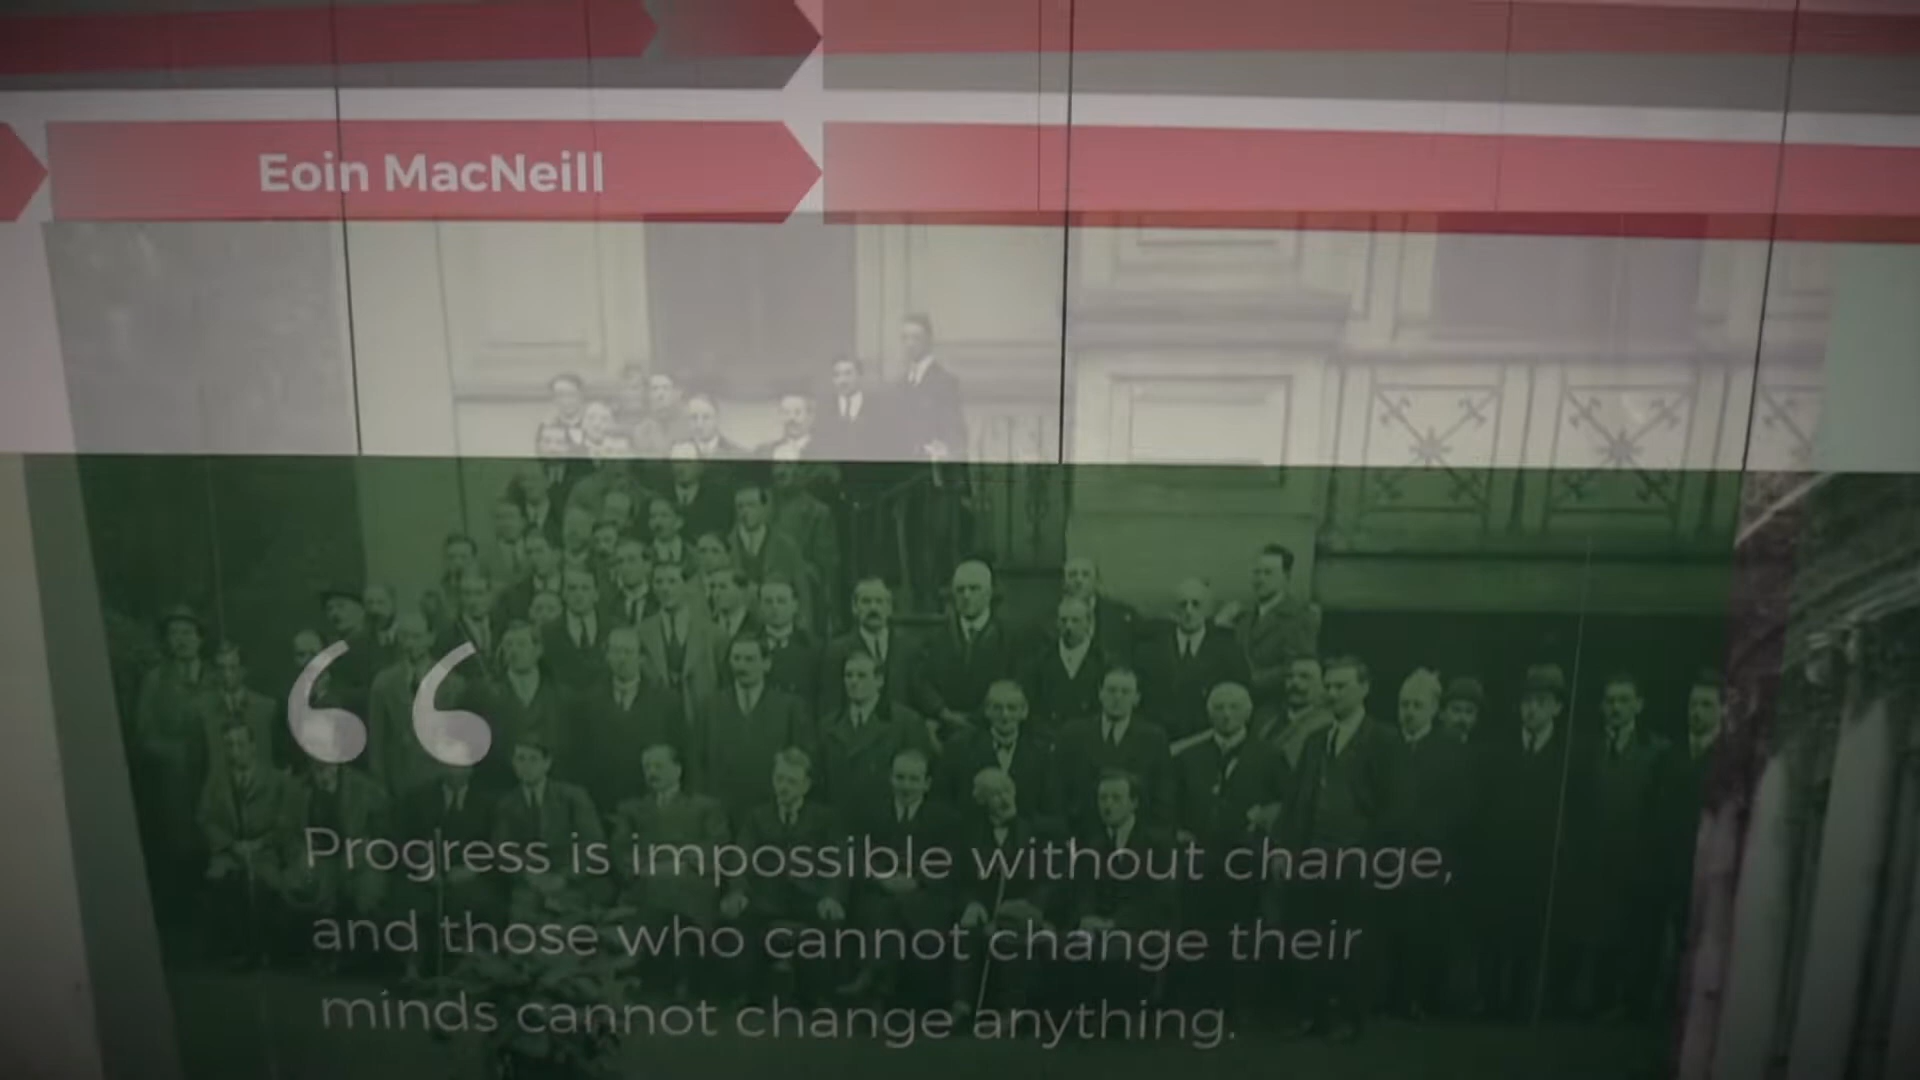 Eoin MacNeill
“
Progress is impossible without change,
and those who cannot change their
minds cannot change anything.